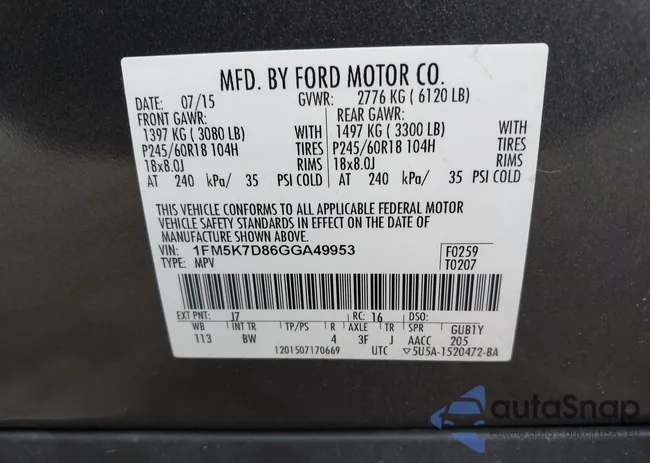 MFD. BY FORD MOTOR CO.
DATE: 07/15 GVWR: 2776 KG ( 6120 LB)
FRONT GAWR: REAR GAWR:
1397 KG ( 3080 LB) WITH 1497 KG ( 3300 LB) WITH
P245/60R18 104H TIRES P245/60R18 104H TIRES
18x8.0J RIMS 18x8.0J RIMS
AT 240 kPa/ 35 PSI COLD AT 240 kPa/ 35 PSI COLD
THIS VEHICLE CONFORMS TO ALL APPLICABLE FEDERAL MOTOR
VEHICLE SAFETY STANDARDS IN EFFECT ON THE DATE OF
MANUFACTURE SHOWN ABOVE.
VIN: 1FM5K7D86GGA49953 F0259
TYPE: MPV T0207
EXT PNT: J7 RC: 16 DSO:
WB INT TR TP/PS R AXLE TR SPR GUB1Y
113 BW 4 3F J AACC 205
1201507170669 UTC ▽5U5A-1520472-BA
autoSnap